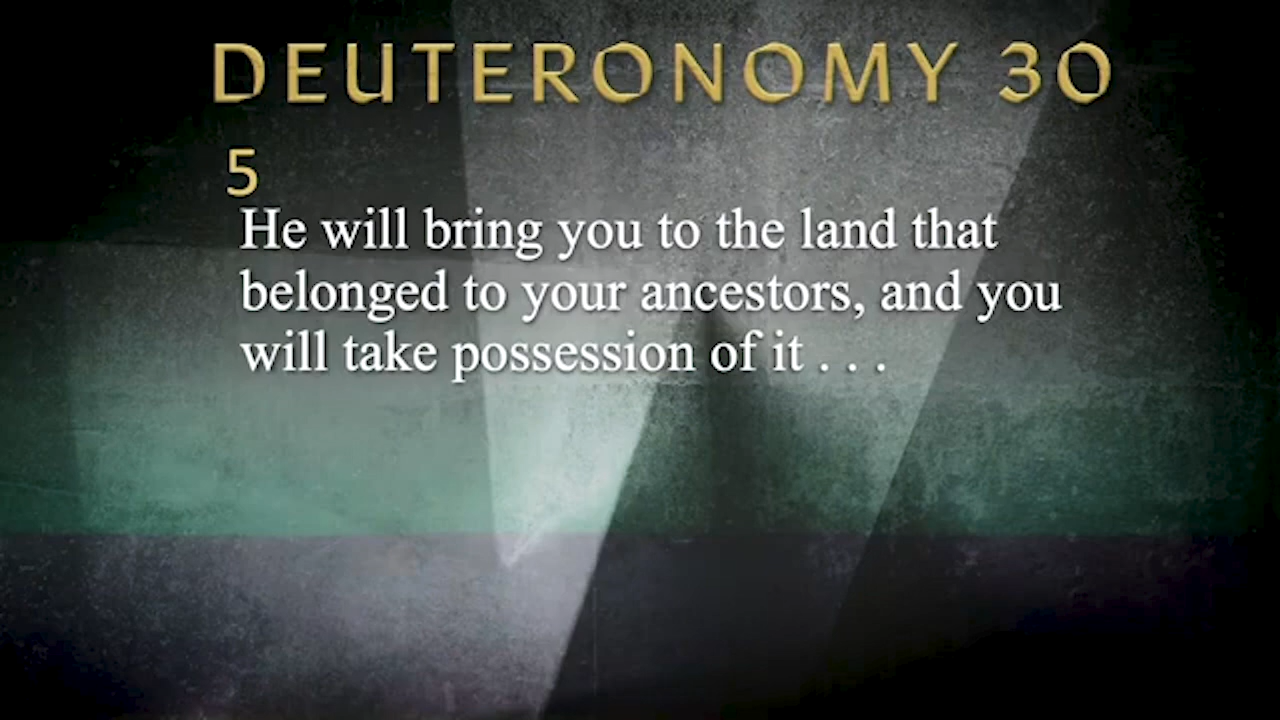 DEUTERONOMY 30
5
He will bring you to the land that
belonged to your ancestors, and you
will take possession of it . . .